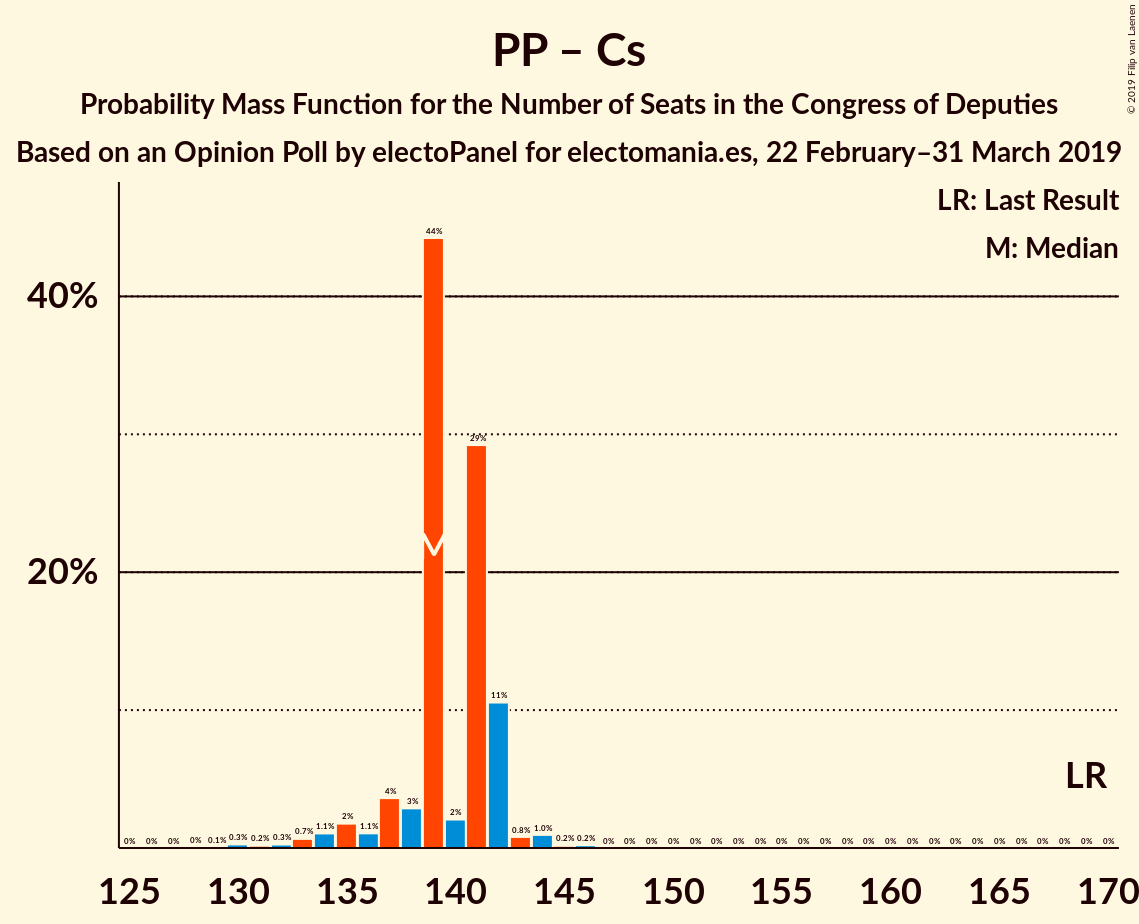 PP – Cs
Probability Mass Function for the Number of Seats in the Congress of Deputies
Based on an Opinion Poll by electoPanel for electomania.es, 22 February–31 March 2019
© 2019 Filip van Laenen
LR: Last Result
M: Median
40%
20%
0% 0% 0% 0% 0.1% 0.3% 0.2% 0.3% 0.7% 1.1% 2% 1.1% 4% 3% 44% 2% 29% 11% 0.8% 1.0% 0.2% 0.2% 0% 0% 0% 0% 0% 0% 0% 0% 0% 0% 0% 0% 0% 0% 0% 0% 0% 0% 0% 0% 0% 0% 0% 0%
LR
125 130 135 140 145 150 155 160 165 170